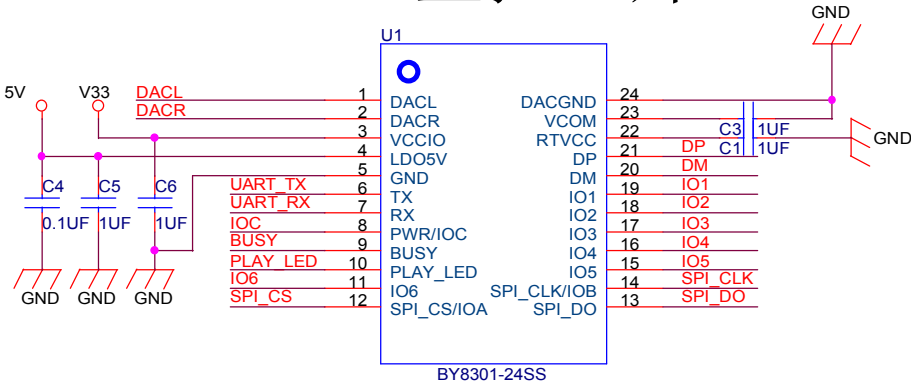 GND
U1
5V
V33
DACL
DACR
1
2
3
4
5
6
7
8
9
10
11
12
DACL
DACR
VCCIO
LDO5V
GND
TX
RX
PWR/IOC
BUSY
PLAY_LED
IO6
SPI_CS/IOA
DACGND
VCOM
RTVCC
DP
DM
IO1
IO2
IO3
IO4
IO5
SPI_CLK/IOB
SPI_DO
24
23
22
21
20
19
18
17
16
15
14
13
C3
1UF
C1
1UF
GND
DP
DM
IO1
IO2
IO3
IO4
IO5
SPI_CLK
SPI_DO
UART_TX
UART_RX
IOC
BUSY
PLAY_LED
IO6
SPI_CS
C4
0.1UF
C5
1UF
C6
1UF
GND
GND
GND
BY8301-24SS